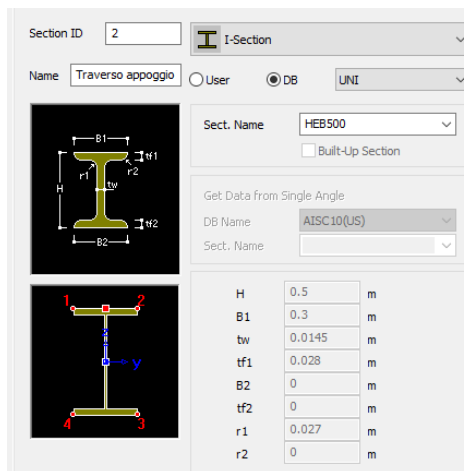 Section ID 2 I-Section
Name Traverso appoggio User DB UNI
Sect. Name HEB500
Built-Up Section
Get Data from Single Angle
DB Name AISC10(US)
Sect. Name
B1
tf1
r1 r2
H tw
tf2
B2
1 2
z
y
4 3
H 0.5 m
B1 0.3 m
tw 0.0145 m
tf1 0.028 m
B2 0 m
tf2 0 m
r1 0.027 m
r2 0 m